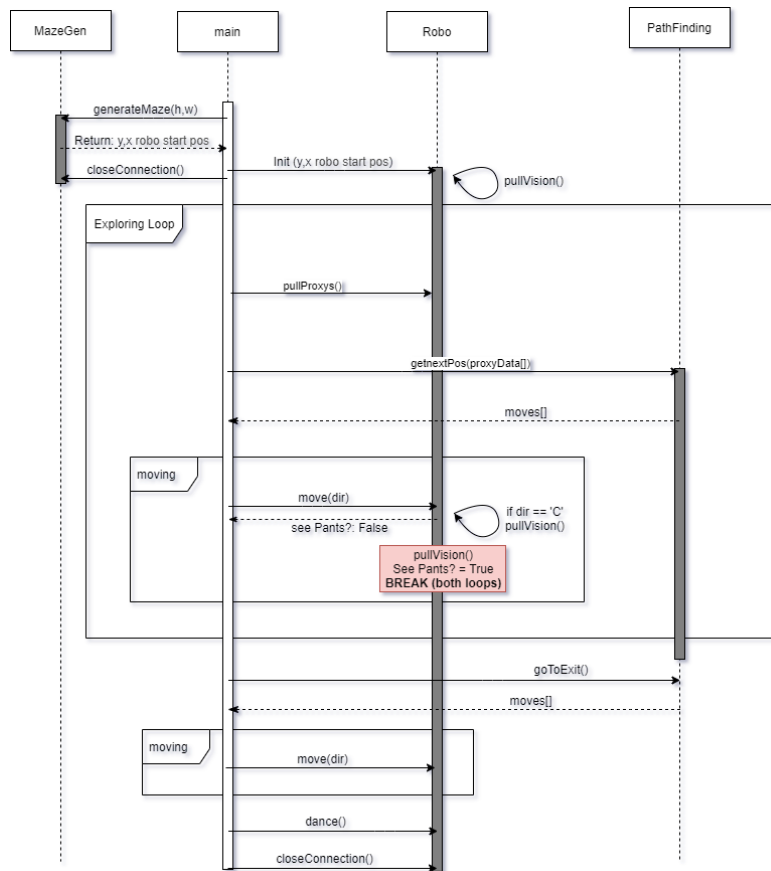 MazeGen
main
Robo
PathFinding
generateMaze(h,w)
Return: y,x robo start pos
closeConnection()
Init (y,x robo start pos)
pullVision()
Exploring Loop
pullProxys()
getnextPos(proxyData[])
moves[]
moving
move(dir)
see Pants?: False
if dir == 'C'
pullVision()
pullVision()
See Pants? = True
BREAK (both loops)
goToExit()
moves[]
moving
move(dir)
dance()
closeConnection()